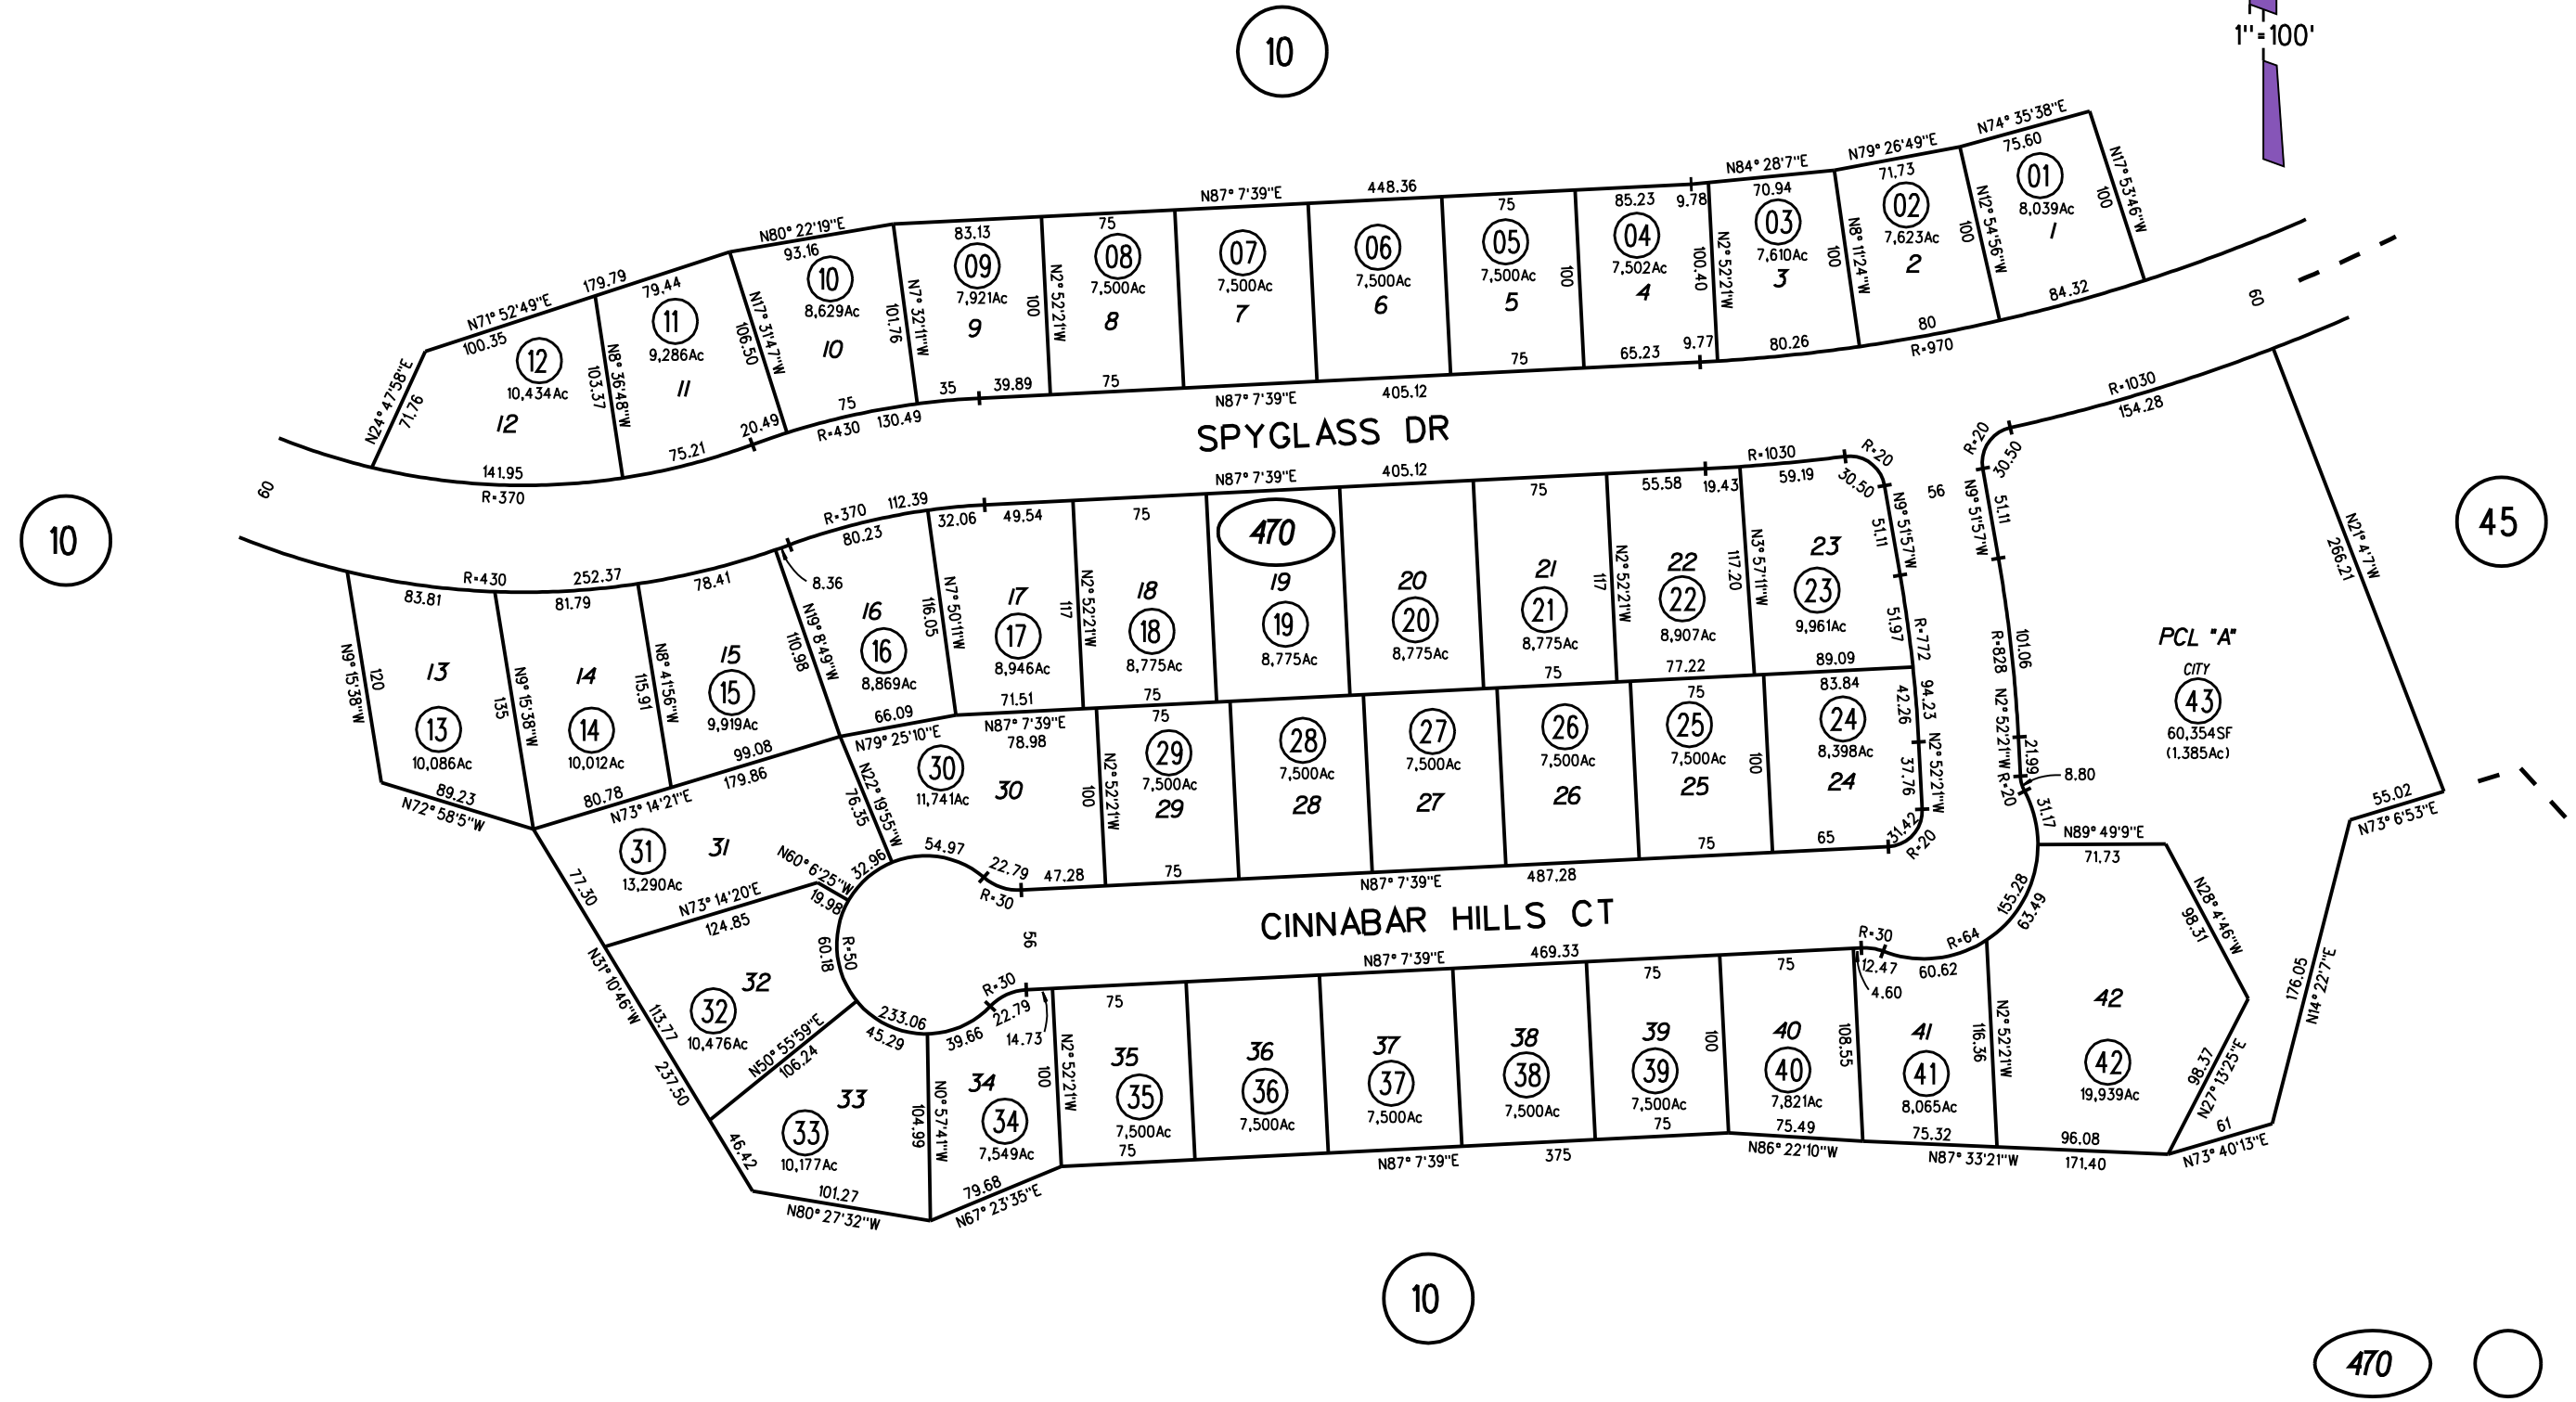 10
1"=100'
N74° 35'38"E
75.60
01
8,039Ac
1
100
N17° 53'46"W
84.32
N79° 26'49"E
71.73
02
7,623Ac
2
100
N12° 54'56"W
80
R=970
N84° 28'7"E
70.94
03
7,610Ac
3
100
N8° 11'24"W
80.26
N87° 7'39"E
448.36
85.23
9.78
04
7,502Ac
4
100.40
N2° 52'21"W
65.23
9.77
75
05
7,500Ac
5
100
75
06
7,500Ac
6
07
7,500Ac
7
75
08
7,500Ac
8
75
83.13
09
7,921Ac
9
100
N2° 52'21"W
35
39.89
N80° 22'19"E
93.16
10
8,629Ac
10
101.76
N7° 32'11"W
75
R=430
130.49
N71° 52'49"E
179.79
79.44
11
9,286Ac
11
106.50
N17° 31'47"W
75.21
20.49
100.35
12
10,434Ac
12
103.37
N8° 36'48"W
N24° 47'58"E
71.76
141.95
R=370
N87° 7'39"E
405.12
SPYGLASS DR
60
60
10
45
N87° 7'39"E
405.12
R=430
252.37
83.81
81.79
78.41
8.36
R=370
112.39
80.23
32.06
49.54
75
470
75
55.58
19.43
R=1030
59.19
R=20
30.50
56
R=20
30.50
R=1030
154.28
N9° 15'38"W
120
13
13
10,086Ac
89.23
N72° 58'5"W
135
N9° 15'38"W
14
14
10,012Ac
80.78
115.91
N8° 41'56"W
15
15
9,919Ac
99.08
N73° 14'21"E
179.86
110.98
N19° 8'49"W
16
16
8,869Ac
66.09
N79° 25'10"E
116.05
N7° 50'11"W
17
17
8,946Ac
71.51
117
N2° 52'21"W
18
18
8,775Ac
75
19
19
8,775Ac
20
20
8,775Ac
21
21
8,775Ac
75
117
N2° 52'21"W
22
22
8,907Ac
77.22
117.20
N3° 57'11"W
23
23
9,961Ac
89.09
51.11
N9° 51'57"W
51.97
R=772
94.23
N9° 51'57"W
51.11
R=828
101.06
N2° 52'21"W
21.99
R=20
8.80
31.17
PCL "A"
CITY
43
60,354SF
(1.385Ac)
N21° 4'7"W
266.21
55.02
N73° 6'53"E
176.05
N14° 22'7"E
61
N73° 40'13"E
83.84
24
8,398Ac
24
42.26
37.76
N2° 52'21"W
31.42
R=20
65
75
25
7,500Ac
25
100
75
26
7,500Ac
26
27
7,500Ac
27
28
7,500Ac
28
75
29
7,500Ac
29
75
N87° 7'39"E
78.98
30
11,741Ac
30
100
N2° 52'21"W
N22° 19'55"W
76.35
54.97
22.79
R=30
47.28
N87° 7'39"E
487.28
CINNABAR HILLS CT
56
31
31
13,290Ac
77.30
N60° 6'25"W
19.98
32.96
N73° 14'20"E
124.85
32
32
10,476Ac
60.18
R=50
N31° 10'46"W
113.77
237.50
N50° 55'59"E
106.24
233.06
45.29
39.66
33
33
10,177Ac
46.42
101.27
N80° 27'32"W
104.99
N0° 57'41"W
34
34
7,549Ac
79.68
N67° 23'35"E
R=30
22.79
14.73
100
N2° 52'21"W
N87° 7'39"E
469.33
75
35
35
7,500Ac
75
36
36
7,500Ac
37
37
7,500Ac
38
38
7,500Ac
75
39
39
7,500Ac
75
100
N87° 7'39"E
375
75
40
40
7,821Ac
75.49
N86° 22'10"W
108.55
R=30
12.47
4.60
60.62
R=64
155.28
63.49
41
41
8,065Ac
75.32
N87° 33'21"W
116.36
N2° 52'21"W
N89° 49'9"E
71.73
N28° 4'46"W
98.31
42
42
19,939Ac
98.37
N27° 13'25"E
96.08
171.40
10
470